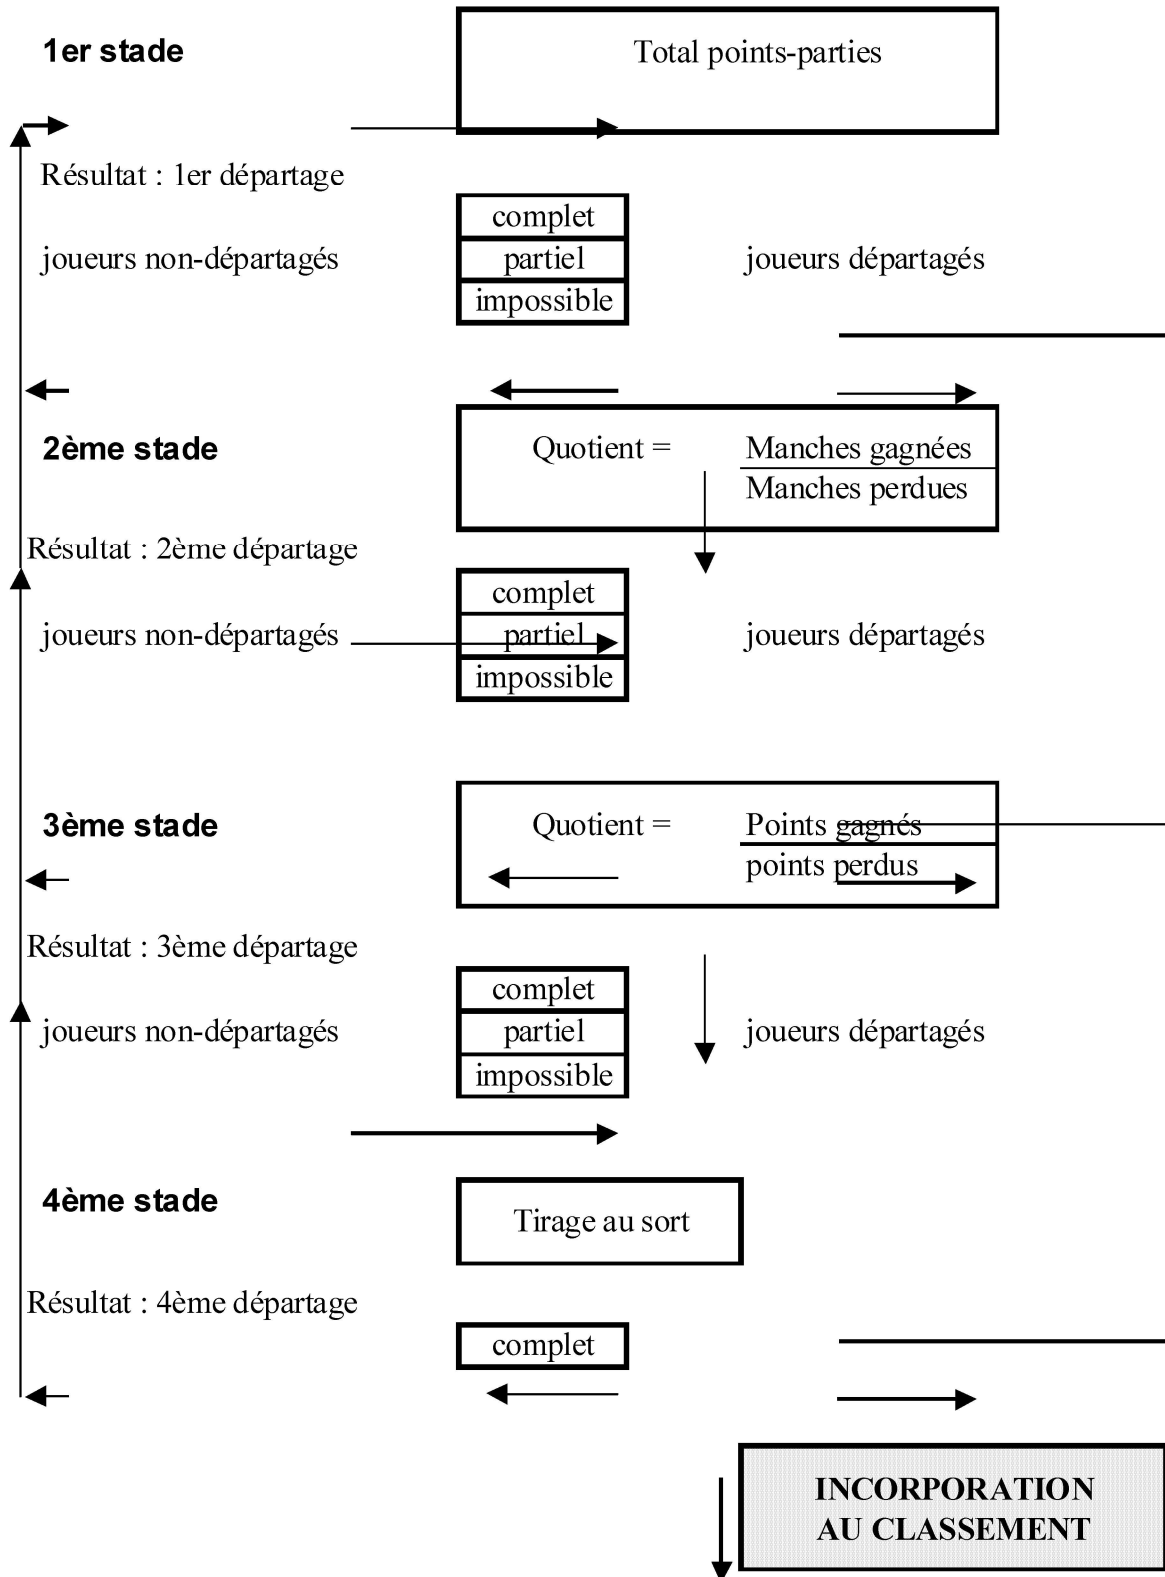 1er stade
Total points-parties
Résultat : 1er départage
complet
joueurs non-départagés partiel joueurs départagés
impossible
2ème stade Quotient = Manches gagnées
Manches perdues
Résultat : 2ème départage
complet
joueurs non-départagés partiel joueurs départagés
impossible
3ème stade Quotient = Points gagnés
points perdus
Résultat : 3ème départage
complet
joueurs non-départagés partiel joueurs départagés
impossible
4ème stade
Tirage au sort
Résultat : 4ème départage
complet
INCORPORATION
AU CLASSEMENT